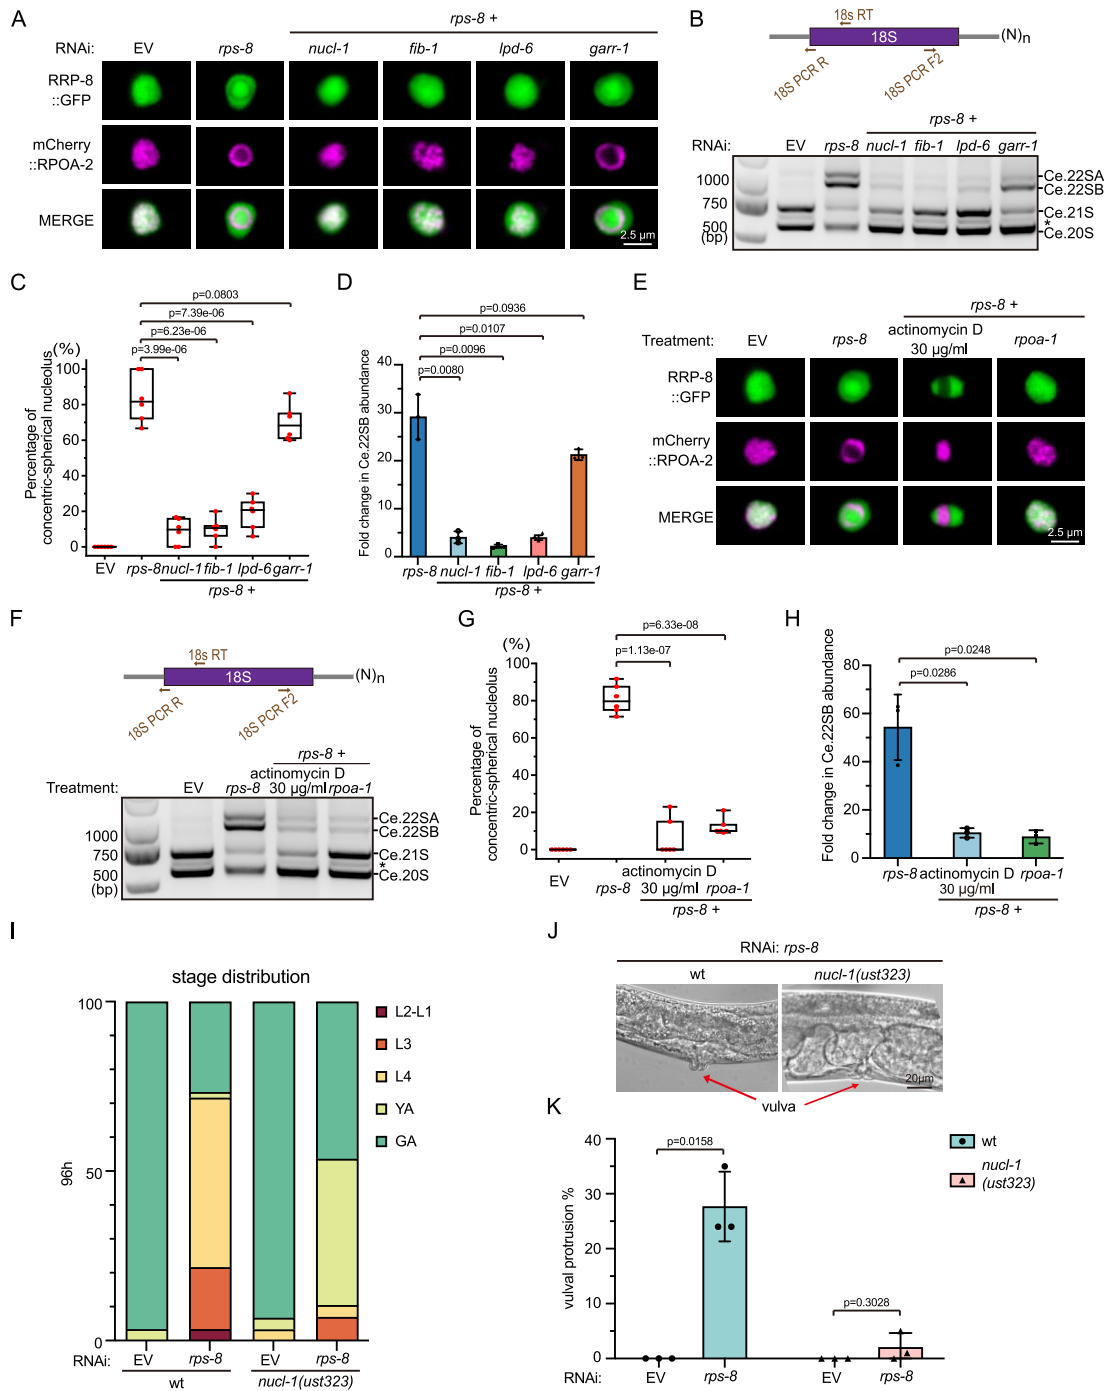 A
rps-8 +
RNAi: EV rps-8 nucl-1 fib-1 lpd-6 garr-1
RRP-8
::GFP
mCherry
::RPOA-2
MERGE
2.5 μm
B
18s RT
18S
(N)n
18S PCR R
18S PCR F2
rps-8 +
RNAi: EV rps-8 nucl-1 fib-1 lpd-6 garr-1
1000
750
500
(bp)
Ce.22SA
Ce.22SB
Ce.21S
*
Ce.20S
C
(%)
p=0.0803
p=7.39e-06
p=6.23e-06
p=3.99e-06
Percentage of
concentric-spherical nucleolus
100
80
60
40
20
0
EV rps-8 nucl-1 fib-1 lpd-6 garr-1
rps-8 +
D
p=0.0936
p=0.0107
p=0.0096
p=0.0080
Fold change in Ce.22SB abundance
40
30
20
10
0
rps-8 nucl-1 fib-1 lpd-6 garr-1
rps-8 +
E
rps-8 +
Treatment: EV rps-8 actinomycin D
30 μg/ml rpoa-1
RRP-8
::GFP
mCherry
::RPOA-2
MERGE
2.5 μm
F
18s RT
18S
(N)n
18S PCR R
18S PCR F2
rps-8 +
Treatment: EV rps-8 actinomycin D
30 μg/ml rpoa-1
1000
750
500
(bp)
Ce.22SA
Ce.22SB
Ce.21S
*
Ce.20S
G
(%)
p=6.33e-08
p=1.13e-07
Percentage of
concentric-spherical nucleolus
100
80
60
40
20
0
EV rps-8 actinomycin D
30 μg/ml rpoa-1
rps-8 +
H
p=0.0248
p=0.0286
Fold change in Ce.22SB abundance
80
60
40
20
0
rps-8 actinomycin D
30 μg/ml rpoa-1
rps-8 +
I
stage distribution
96h
100
50
0
L2-L1
L3
L4
YA
GA
RNAi: EV rps-8 EV rps-8
wt nucl-1(ust323)
J
RNAi: rps-8
wt nucl-1(ust323)
20μm
vulva
K
vulval protrusion %
40
30
20
10
0
p=0.0158
p=0.3028
wt
nucl-1
(ust323)
RNAi: EV rps-8 EV rps-8